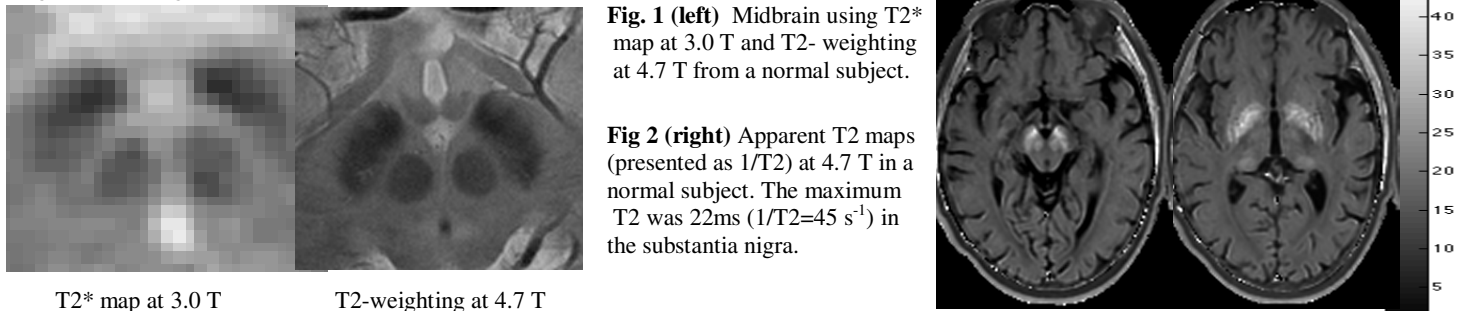 Fig. 1 (left) Midbrain using T2*
map at 3.0 T and T2- weighting
at 4.7 T from a normal subject.
Fig 2 (right) Apparent T2 maps
(presented as 1/T2) at 4.7 T in a
normal subject. The maximum
T2 was 22ms (1/T2=45 s⁻¹) in
the substantia nigra.
T2* map at 3.0 T
T2-weighting at 4.7 T
40
35
30
25
20
15
10
5